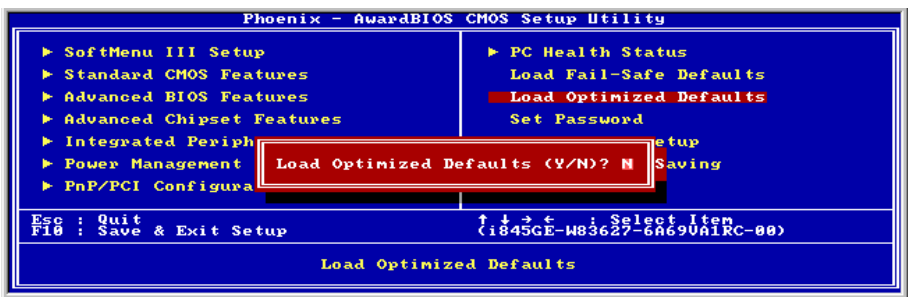 Phoenix - AwardBIOS CMOS Setup Utility
► SoftMenu III Setup
► Standard CMOS Features
► Advanced BIOS Features
► Advanced Chipset Features
► Integrated Periph
► Power Management
► PnP/PCI Configura
► PC Health Status
Load Fail-Safe Defaults
Load Optimized Defaults
Set Password
etup
Saving
Load Optimized Defaults (Y/N)? N
Esc : Quit
F10 : Save & Exit Setup
↑ ↓ → ← : Select Item
(i845GE-W83627-6A69VA1RC-00)
Load Optimized Defaults